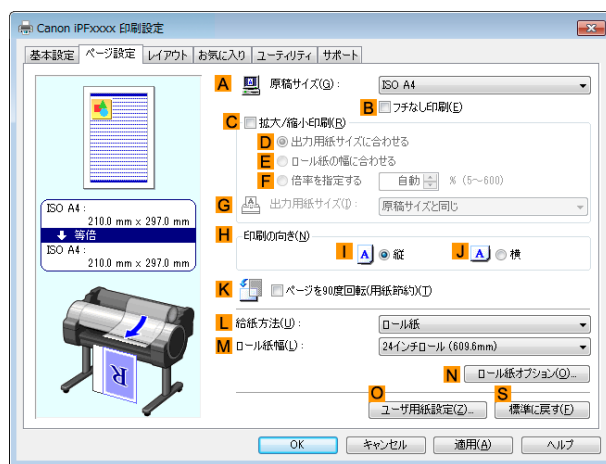 Canon iPFxxxx 印刷設定
基本設定 ページ設定 レイアウト お気に入り ユーティリティ サポート
A 原稿サイズ(G): ISO A4
B フチなし印刷(E)
C 拡大/縮小印刷(R)
D 出力用紙サイズに合わせる
E ロール紙の幅に合わせる
F 倍率を指定する 自動 % (5～600)
G 出力用紙サイズ(I): 原稿サイズと同じ
ISO A4:
210.0 mm x 297.0 mm
等倍
ISO A4:
210.0 mm x 297.0 mm
H 印刷の向き(N)
I A 縦 J A 横
K ページを90度回転(用紙節約)(T)
L 給紙方法(U): ロール紙
M ロール紙幅(L): 24インチロール (609.6mm)
N ロール紙オプション(O)...
R
O S
ユーザ用紙設定(Z)... 標準に戻す(F)
OK キャンセル 適用(A) ヘルプ